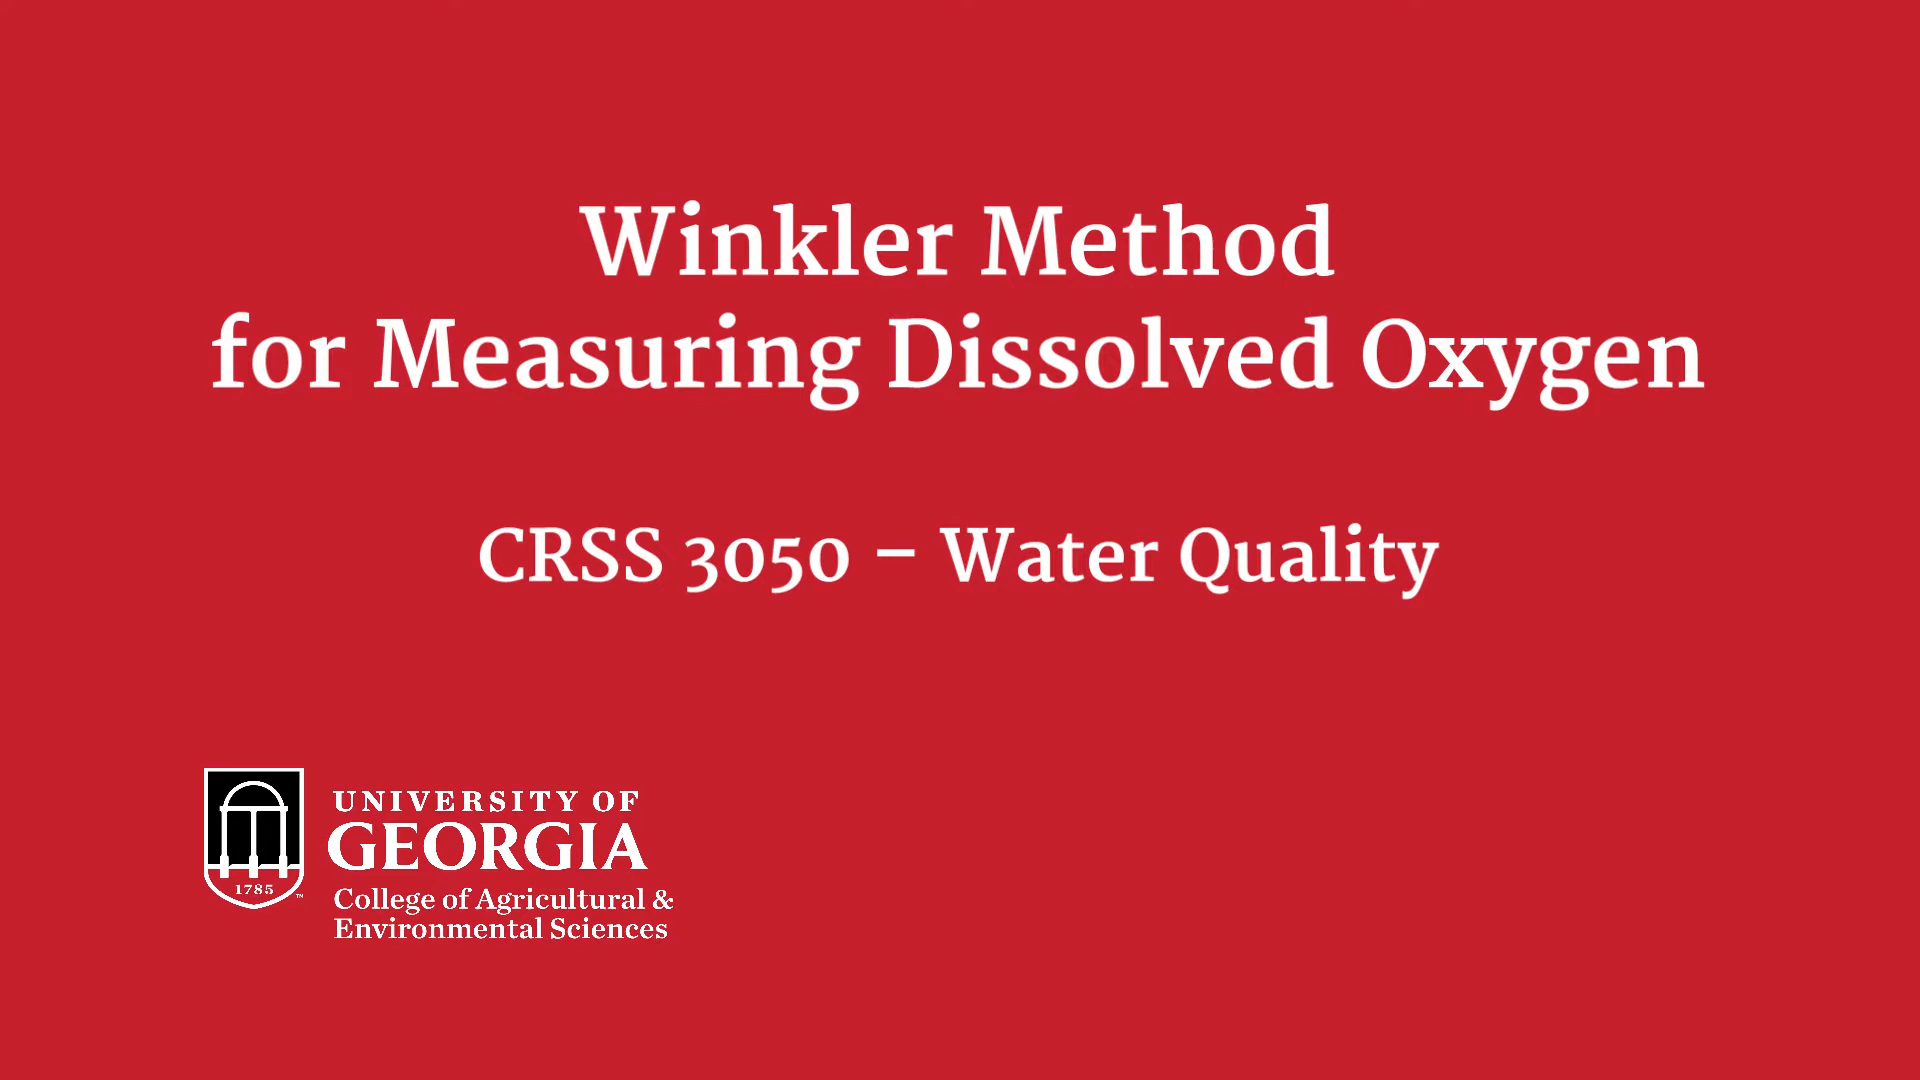 Winkler Method
for Measuring Dissolved Oxygen
CRSS 3050 – Water Quality
1785
™
UNIVERSITY OF
GEORGIA
College of Agricultural &
Environmental Sciences